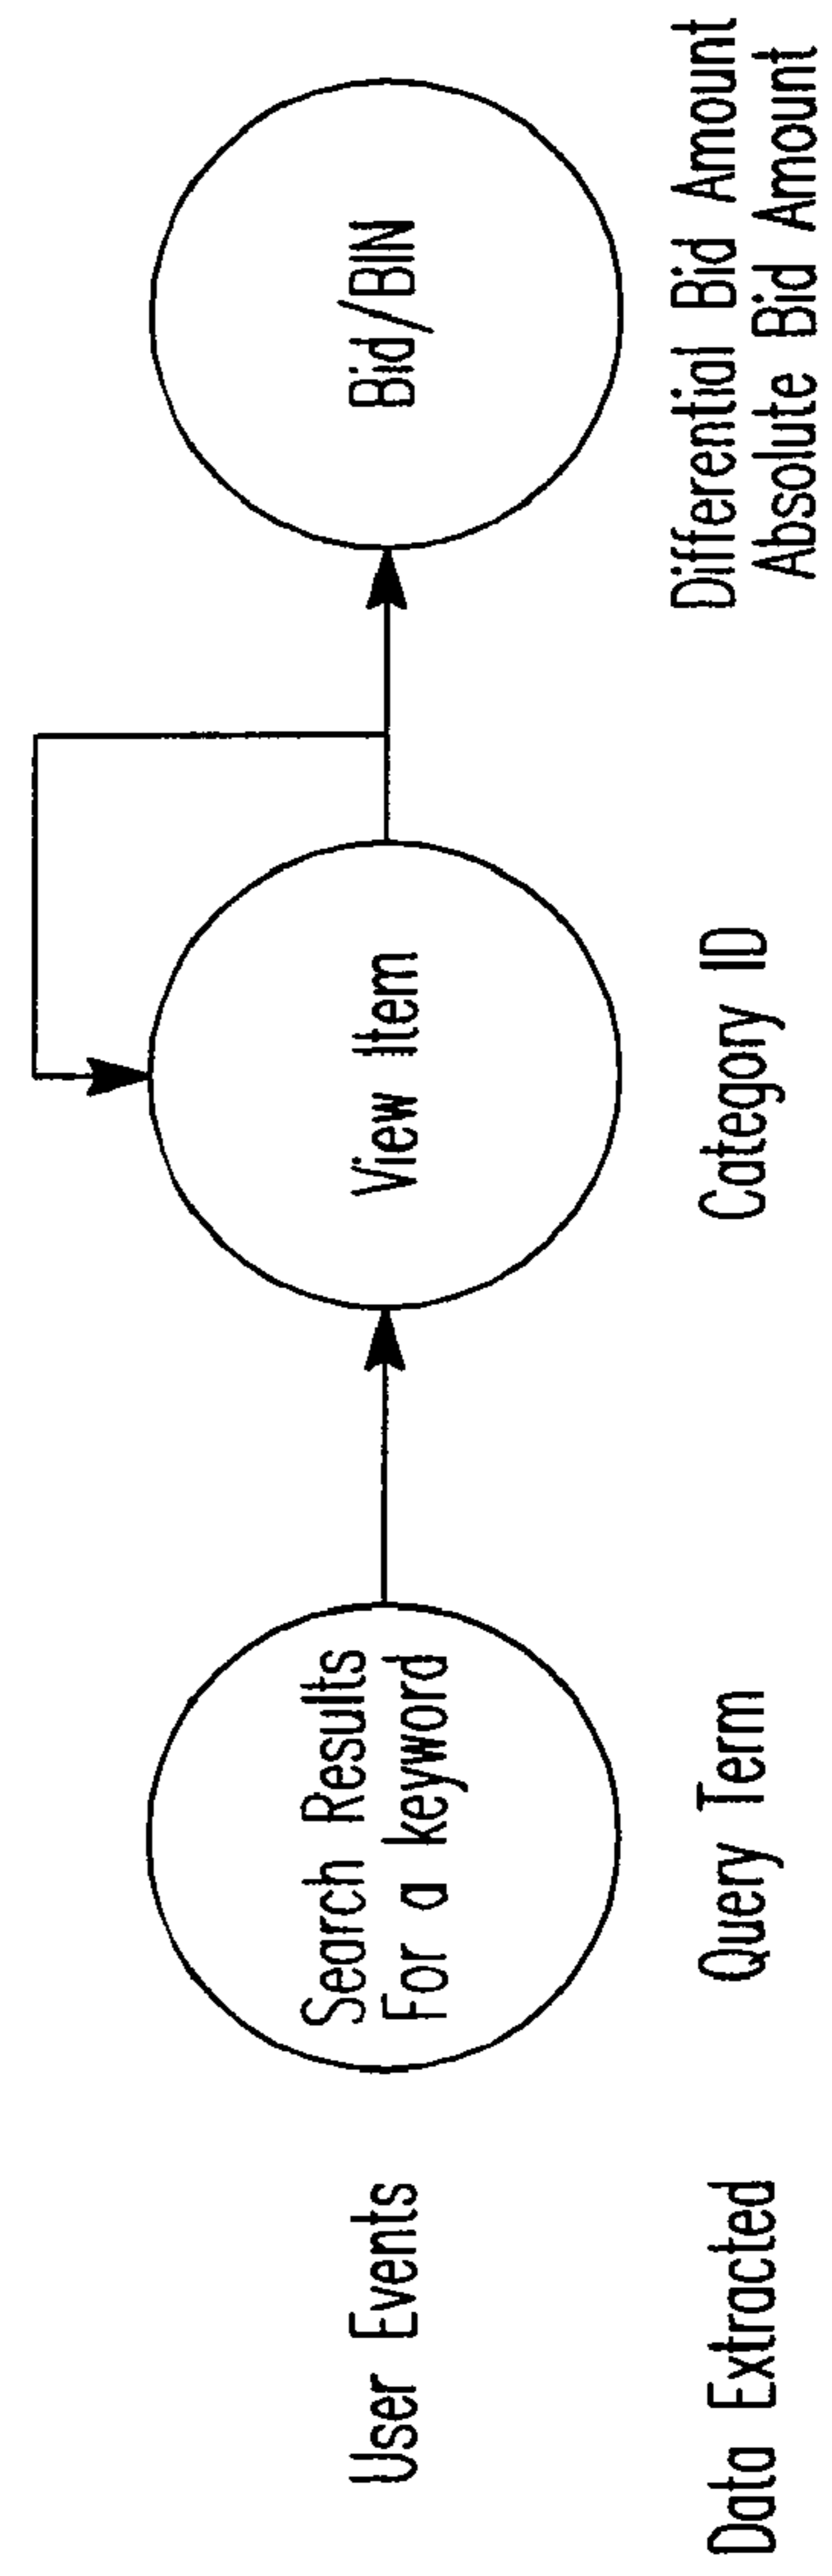 User Events
Search Results
For a keyword
View Item
Bid/BIN
Data Extracted
Query Term
Category ID
Differential Bid Amount
Absolute Bid Amount